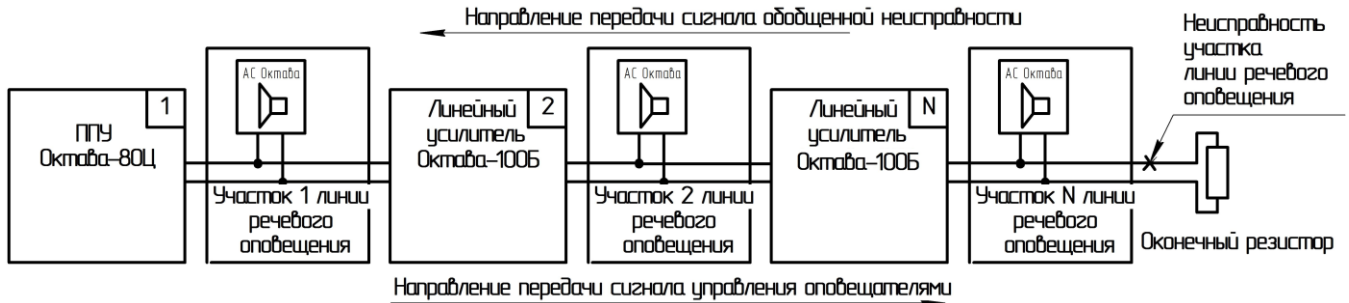 Направление передачи сигнала обобщенной неисправности
Неисправность
участка
линии речевого
оповещения
1
ППУ
Октава-80Ц
АС Октава
Участок 1 линии
речевого
оповещения
2
Линейный
усилитель
Октава-100Б
АС Октава
Участок 2 линии
речевого
оповещения
N
Линейный
усилитель
Октава-100Б
АС Октава
Участок N линии
речевого
оповещения
Оконечный резистор
Направление передачи сигнала управления оповещателями